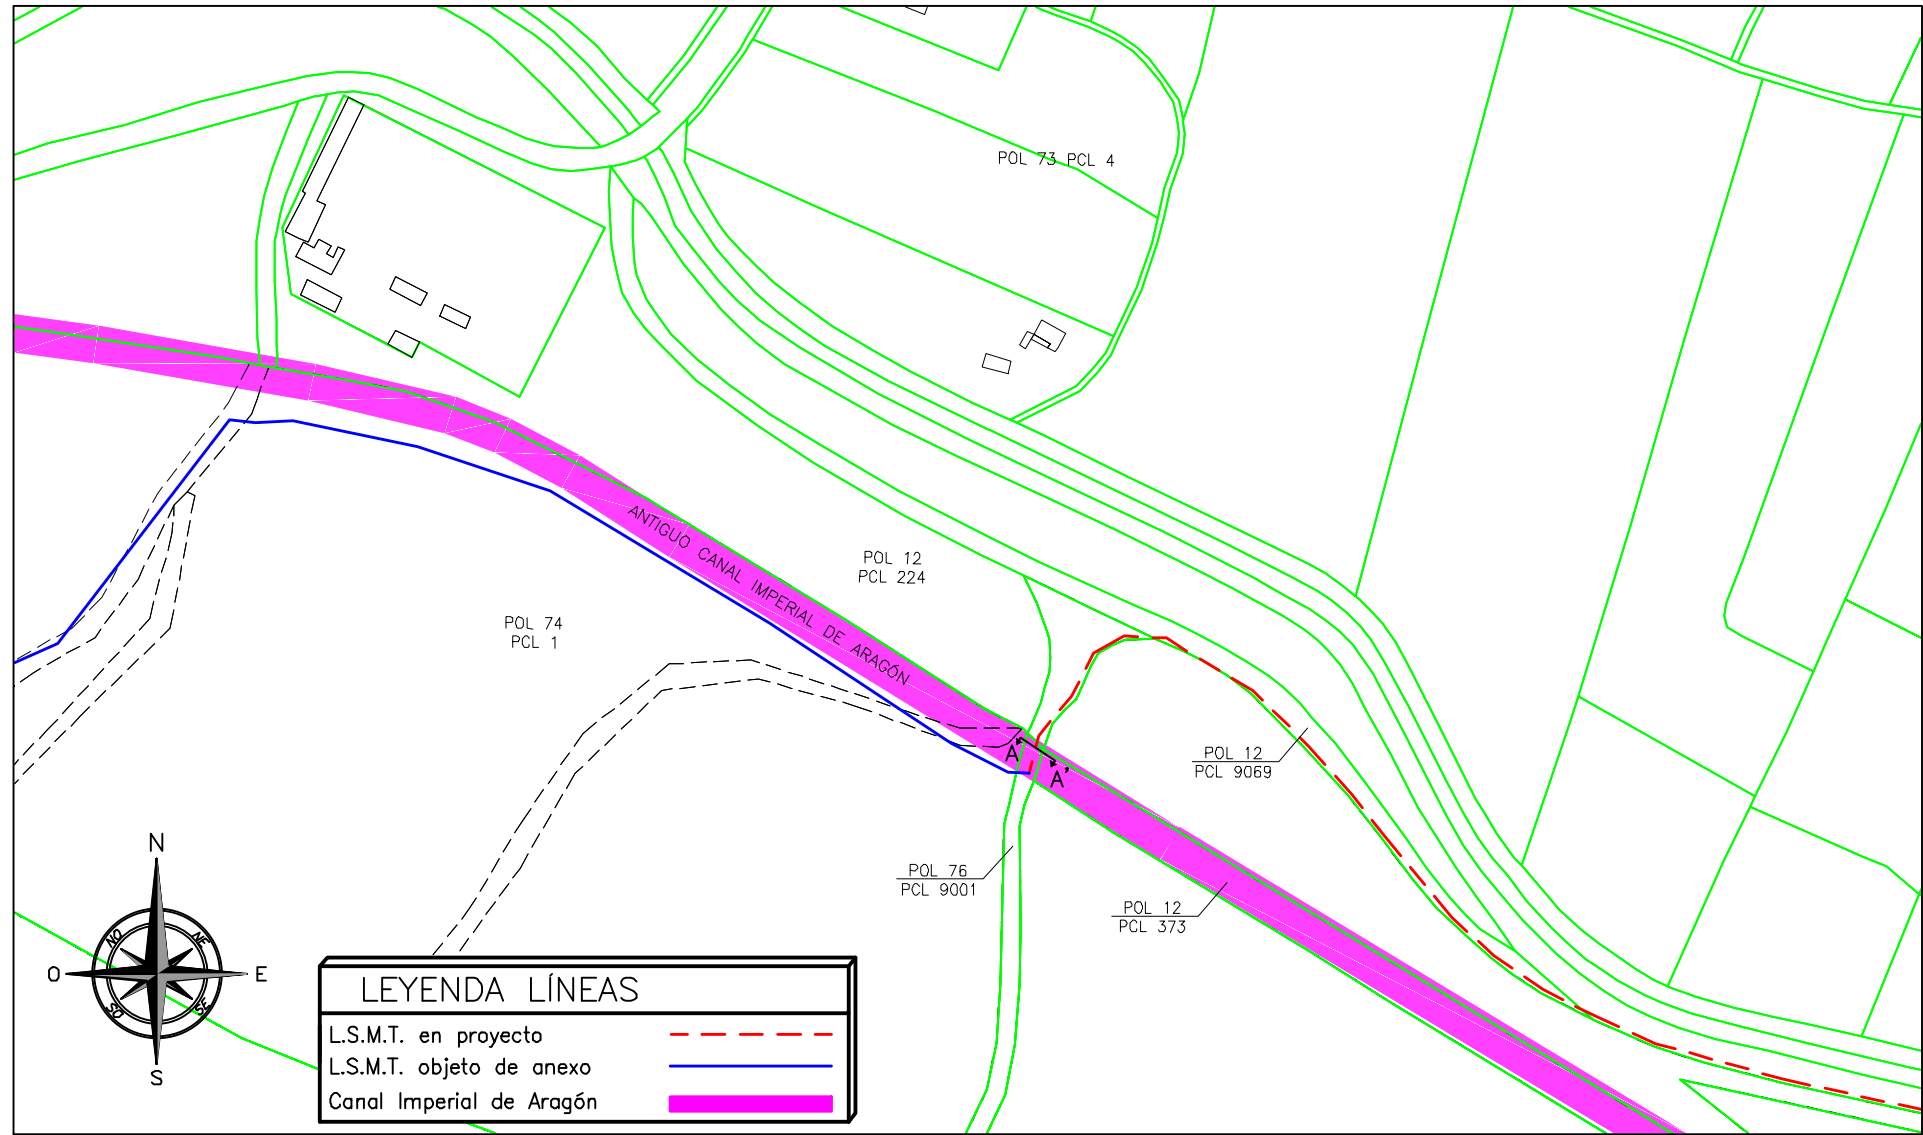 POL 73 PCL 4
ANTIGUO CANAL IMPERIAL DE ARAGÓN
POL 12
PCL 224
POL 74
PCL 1
A
A'
POL 12
PCL 9069
POL 76
PCL 9001
POL 12
PCL 373
N
NO
NE
O
E
SO
SE
S
LEYENDA LÍNEAS
L.S.M.T. en proyecto
L.S.M.T. objeto de anexo
Canal Imperial de Aragón